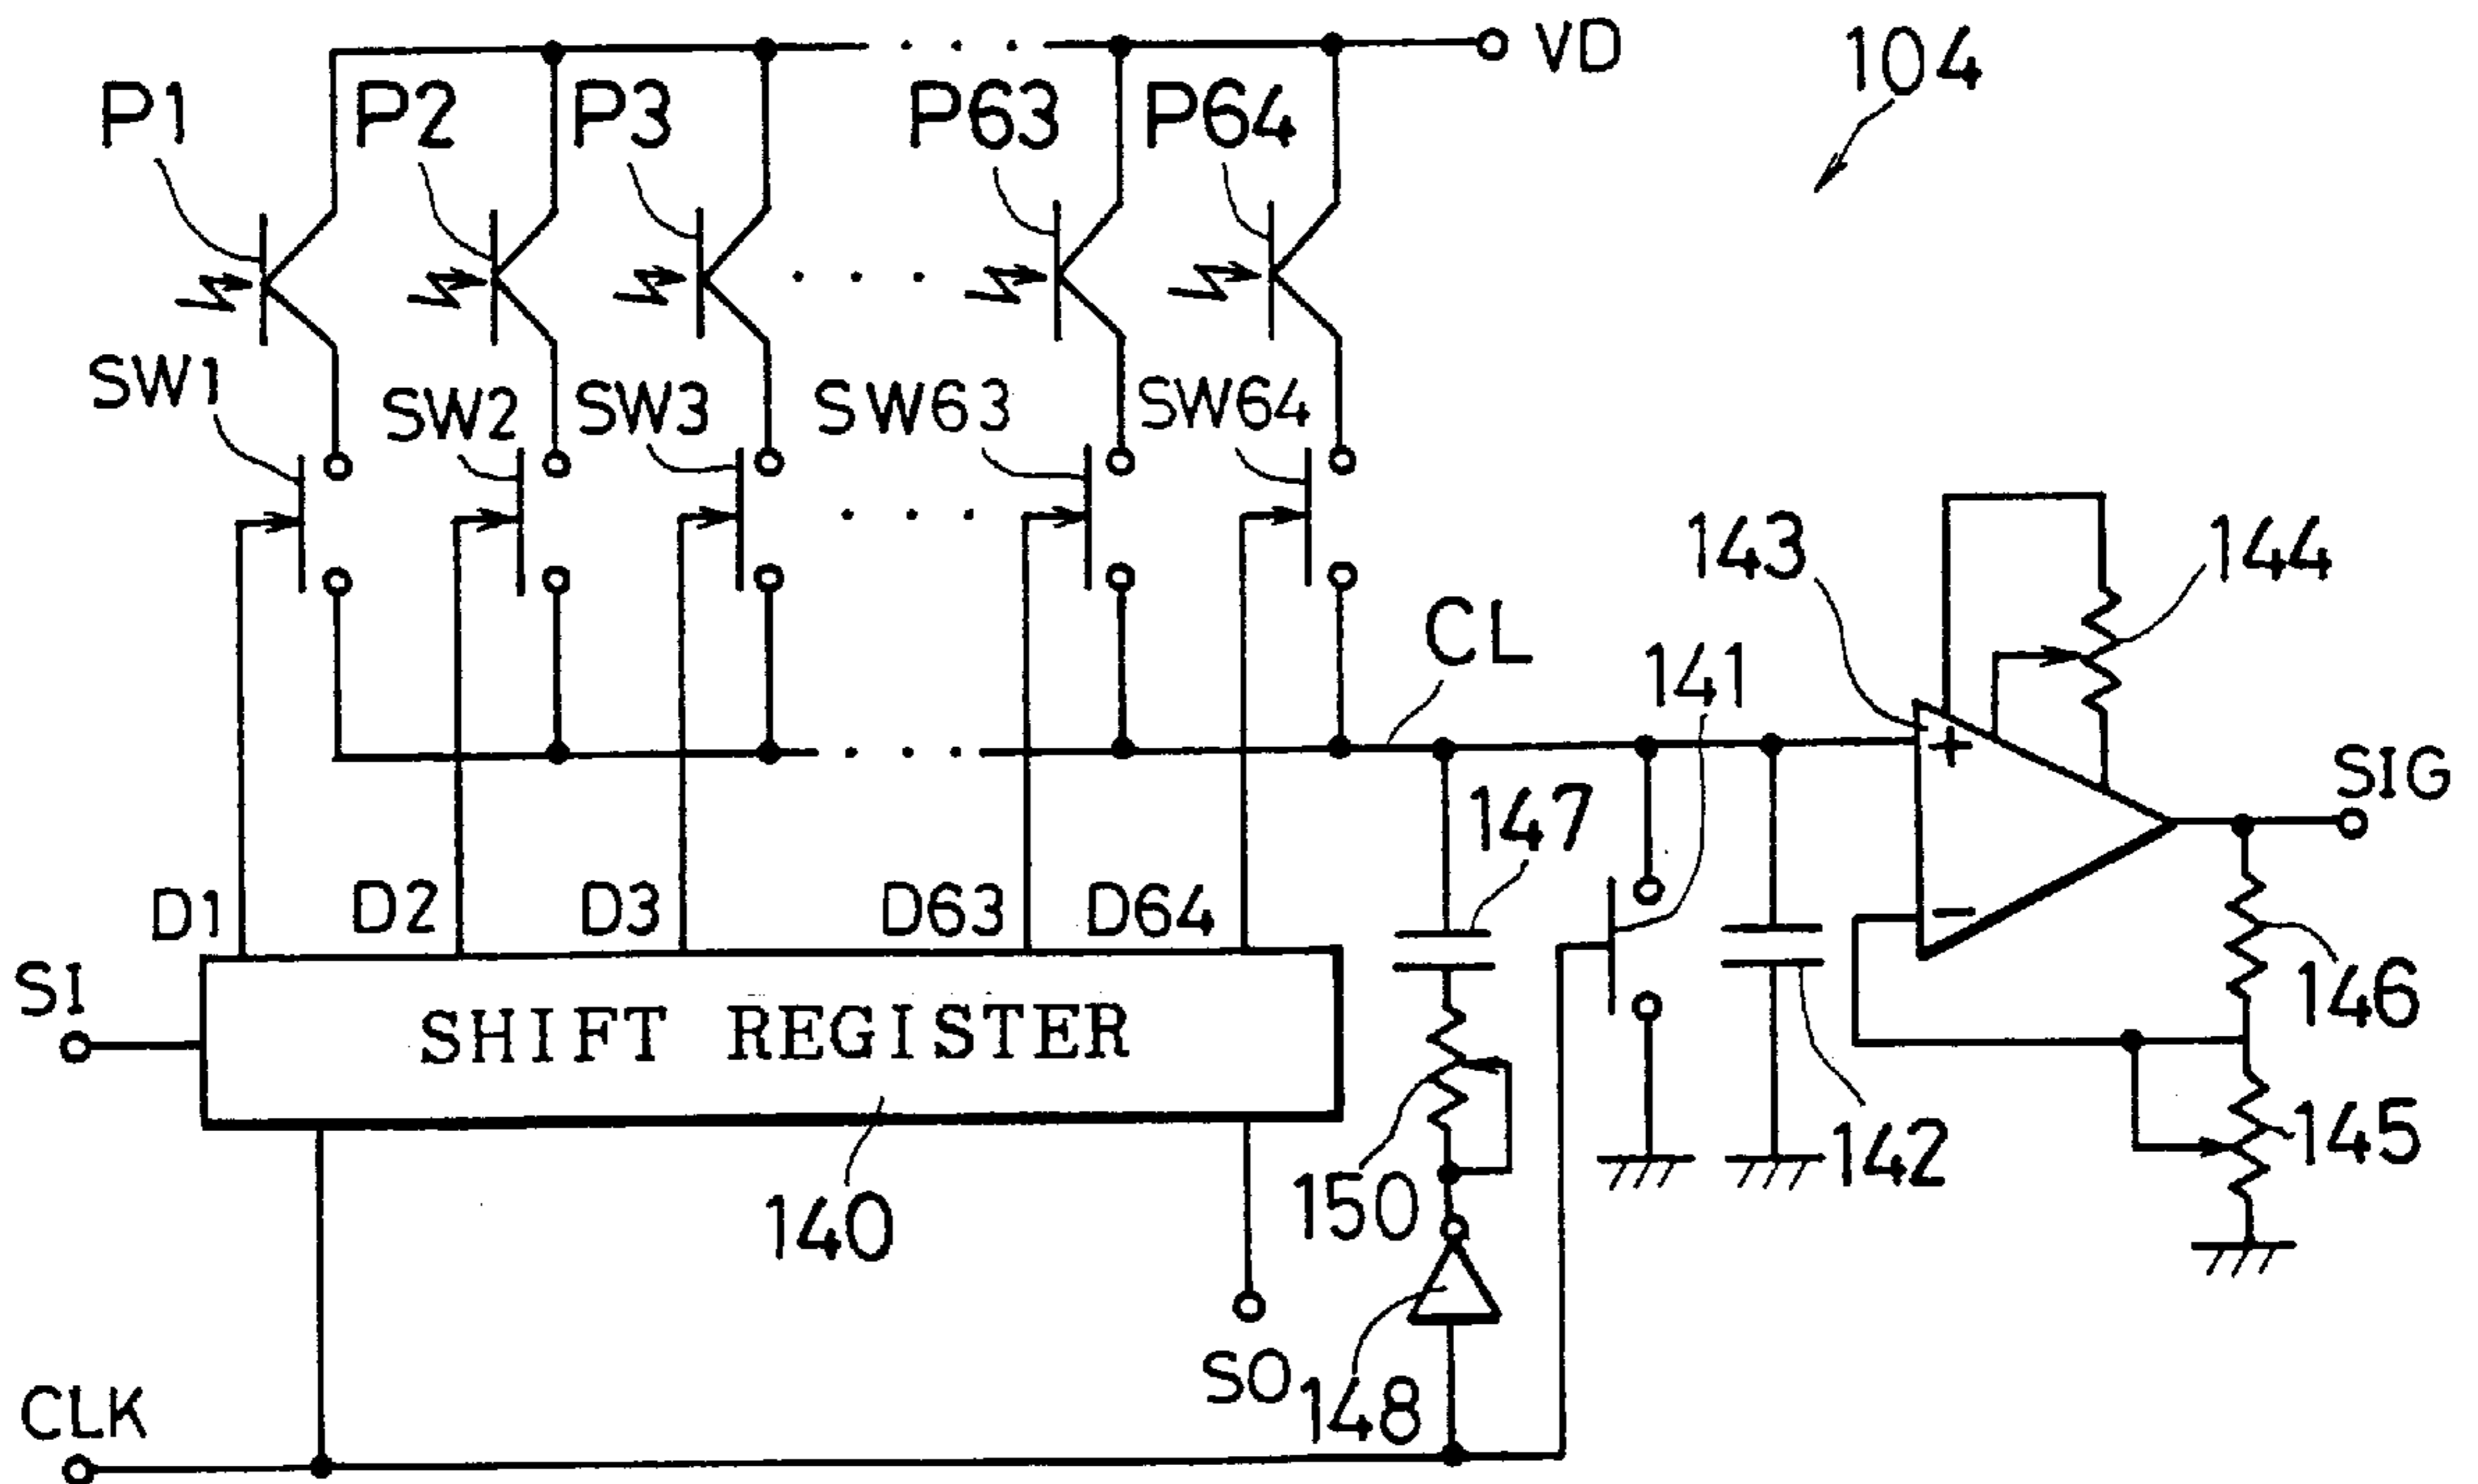 VD
104
P1 P2 P3 P63 P64
SW1 SW2 SW3 SW63 SW64
143 144
CL
141
+
SIG
147
D1 D2 D3 D63 D64
−
SI
SHIFT REGISTER
146
145
142
150
140
SO
148
CLK